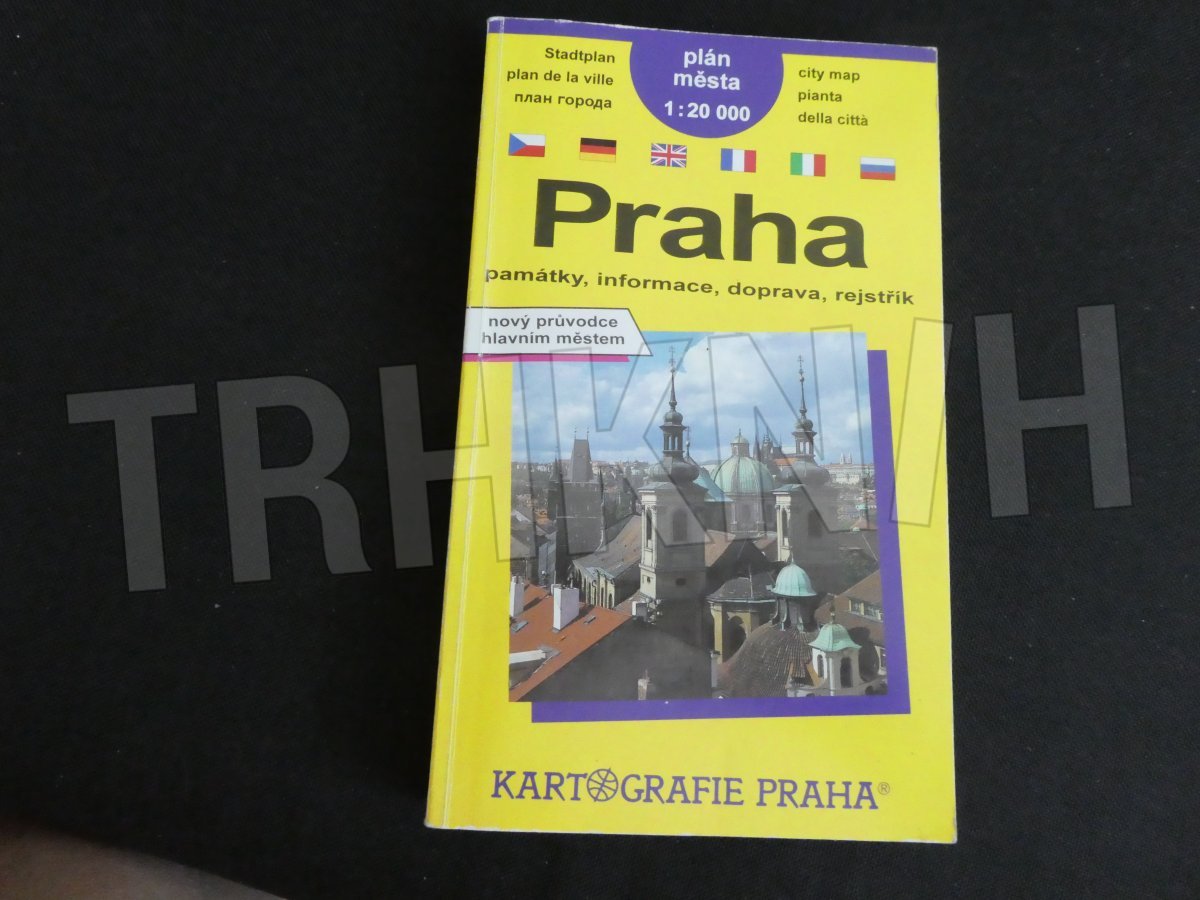 Stadtplan
plan de la ville
план города
plán
města
1:20 000
city map
pianta
della città
Praha
památky, informace, doprava, rejstřík
nový průvodce
hlavním městem
KARTOGRAFIE PRAHA®
TRHKNIH